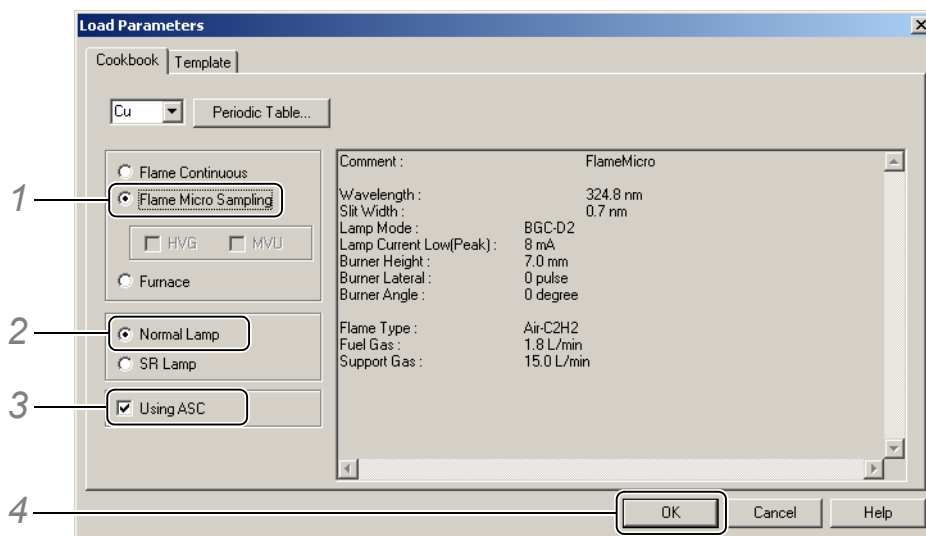 Load Parameters
Cookbook Template
Cu Periodic Table...
Flame Continuous
1 Flame Micro Sampling
HVG MVU
Furnace
2 Normal Lamp
SR Lamp
3 Using ASC
Comment : FlameMicro
Wavelength : 324.8 nm
Slit Width : 0.7 nm
Lamp Mode : BGC-D2
Lamp Current Low(Peak) : 8 mA
Burner Height : 7.0 mm
Burner Lateral : 0 pulse
Burner Angle : 0 degree
Flame Type : Air-C2H2
Fuel Gas : 1.8 L/min
Support Gas : 15.0 L/min
4 OK Cancel Help